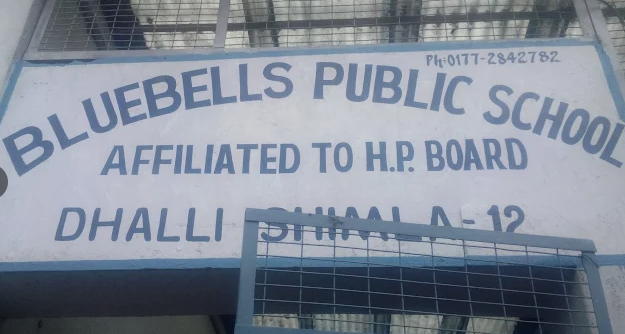 Ph:0177-2842782
BLUEBELLS PUBLIC SCHOOL
AFFILIATED TO H.P. BOARD
DHALLI SHIMLA-12